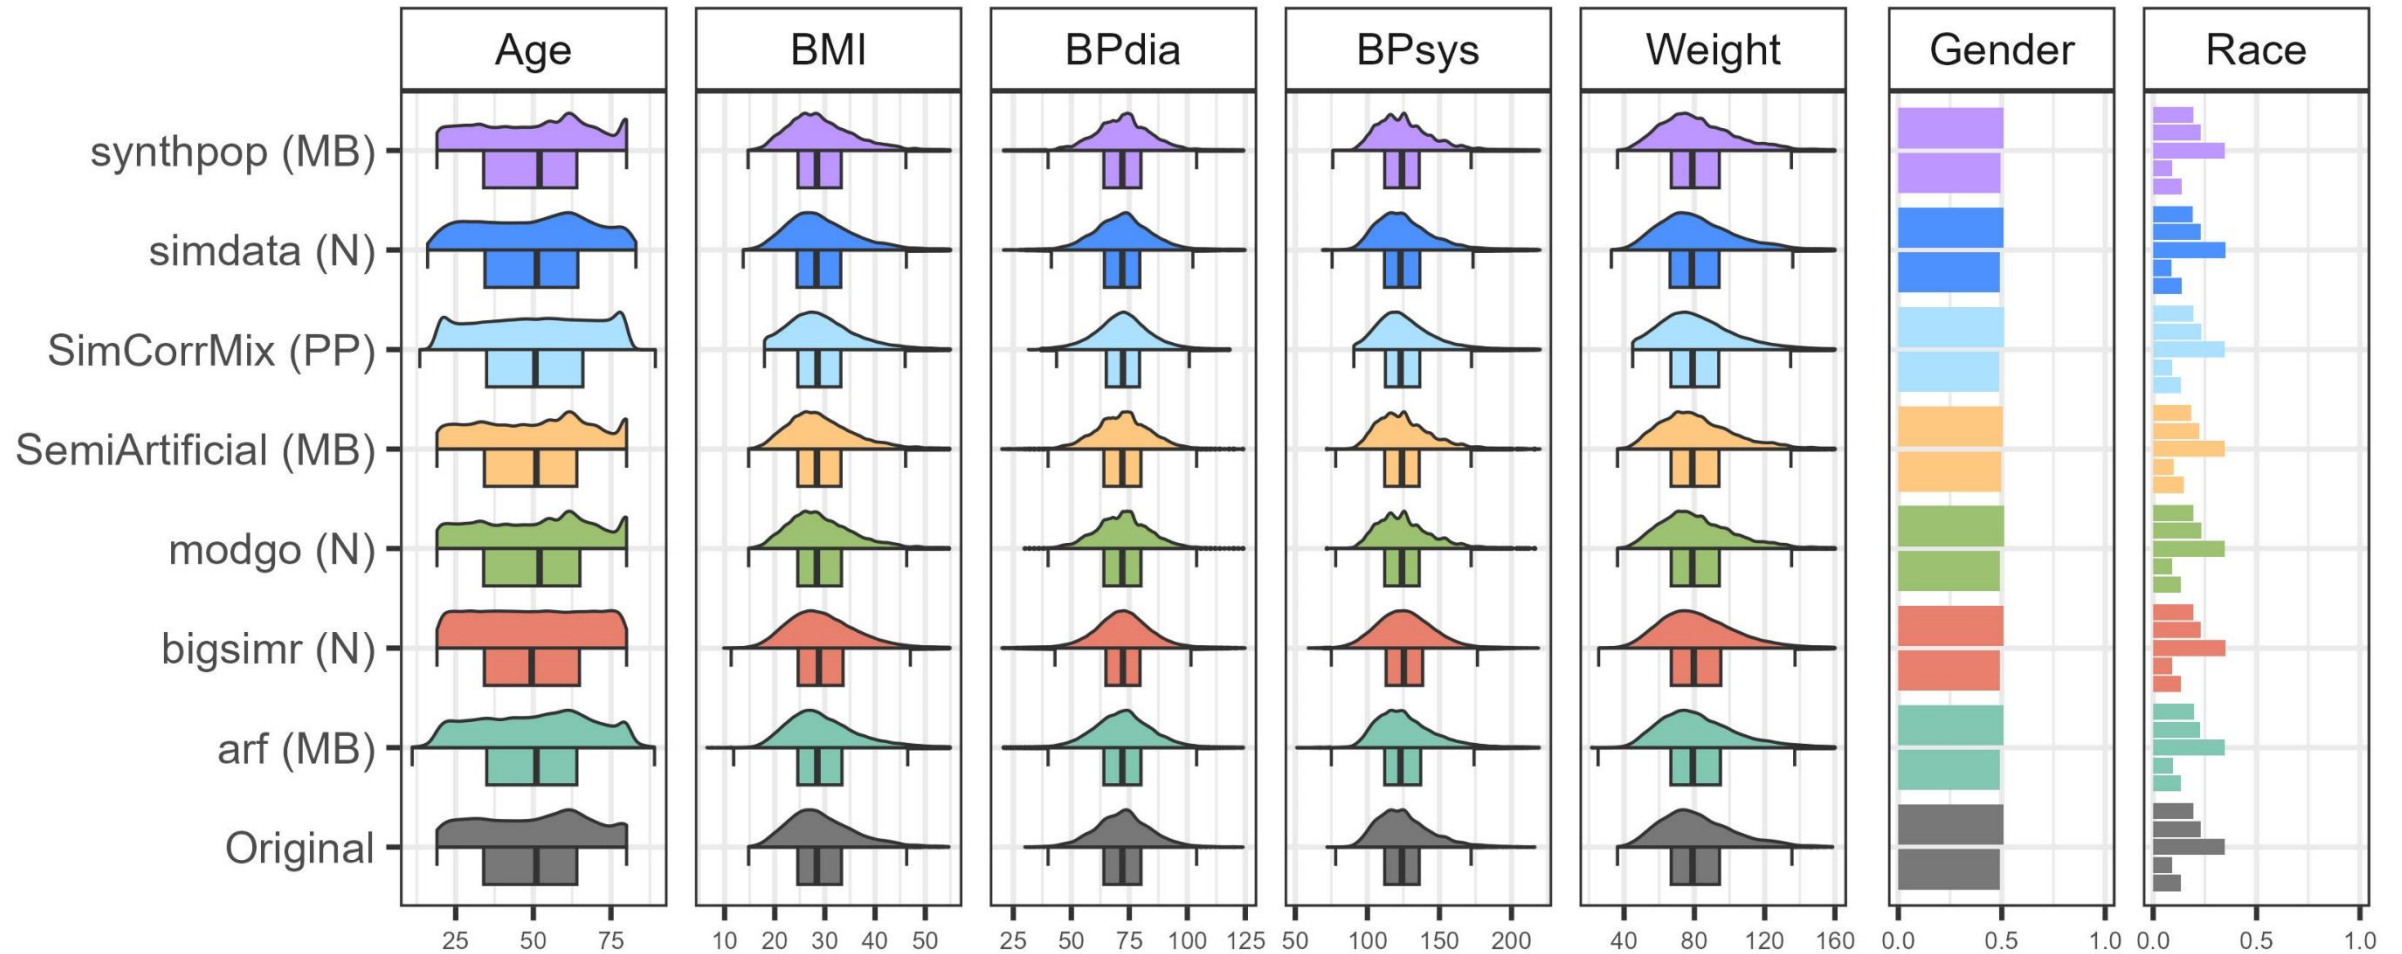 Age BMI BPdia BPsys Weight Gender Race
synthpop (MB)
simdata (N)
SimCorrMix (PP)
SemiArtificial (MB)
modgo (N)
bigsimr (N)
arf (MB)
Original
25 50 75 10 20 30 40 50 25 50 75 100 125 50 100 150 200 40 80 120 160 0.0 0.5 1.0 0.0 0.5 1.0